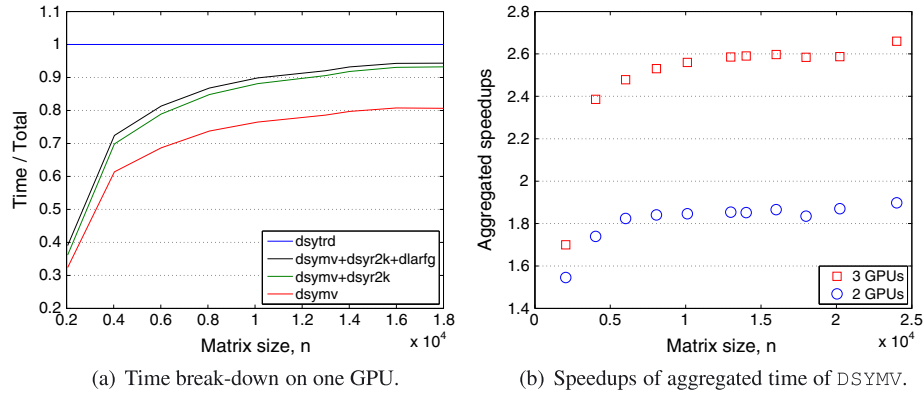 1.1
1
0.9
0.8
0.7
0.6
0.5
0.4
0.3
0.2
Time / Total
dsytrd
dsymv+dsyr2k+dlarfg
dsymv+dsyr2k
dsymv
0.2 0.4 0.6 0.8 1.0 1.2 1.4 1.6 1.8
x 10^4
Matrix size, n
(a) Time break-down on one GPU.
2.8
2.6
2.4
2.2
2
1.8
1.6
1.4
Aggregated speedups
3 GPUs
2 GPUs
0 0.5 1.0 1.5 2.0 2.5
x 10^4
Matrix size, n
(b) Speedups of aggregated time of DSYMV.